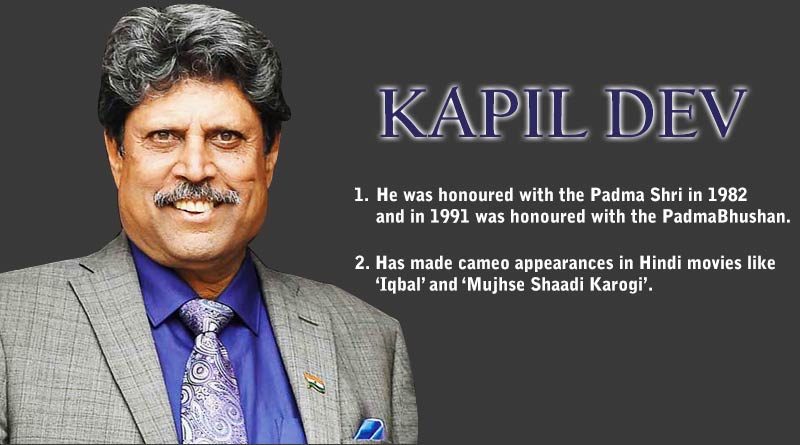 KAPIL DEV
1. He was honoured with the Padma Shri in 1982
and in 1991 was honoured with the PadmaBhushan.
2. Has made cameo appearances in Hindi movies like
‘Iqbal’ and ‘Mujhse Shaadi Karogi’.